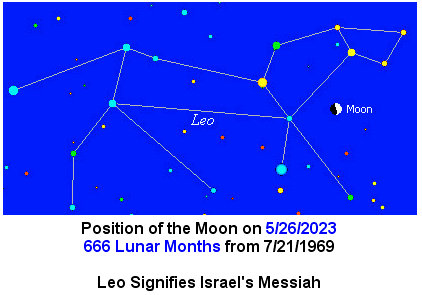 Leo
Moon
Position of the Moon on 5/26/2023
666 Lunar Months from 7/21/1969
Leo Signifies Israel's Messiah